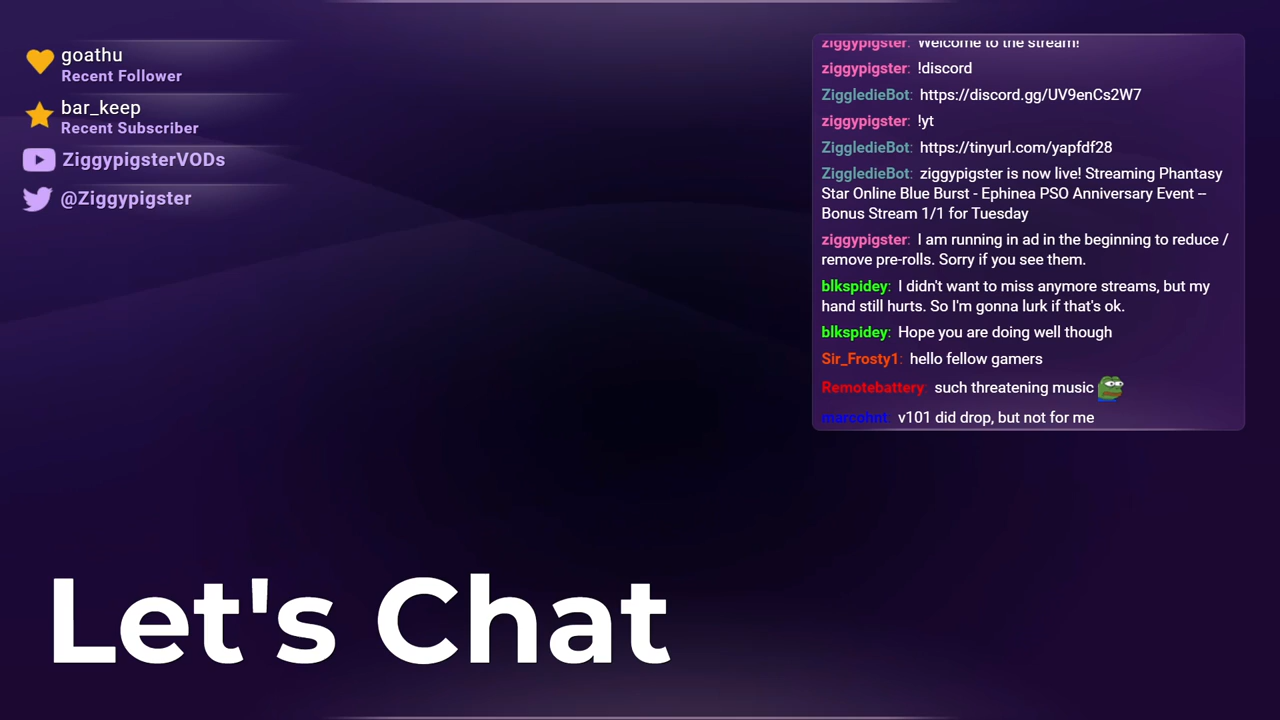 goathu
Recent Follower
bar_keep
Recent Subscriber
ZiggypigsterVODs
@Ziggypigster
ziggypigster: Welcome to the stream!
ziggypigster: !discord
ZiggledieBot: https://discord.gg/UV9enCs2W7
ziggypigster: !yt
ZiggledieBot: https://tinyurl.com/yapfdf28
ZiggledieBot: ziggypigster is now live! Streaming Phantasy
Star Online Blue Burst - Ephinea PSO Anniversary Event --
Bonus Stream 1/1 for Tuesday
ziggypigster: I am running in ad in the beginning to reduce /
remove pre-rolls. Sorry if you see them.
blkspidey: I didn't want to miss anymore streams, but my
hand still hurts. So I'm gonna lurk if that's ok.
blkspidey: Hope you are doing well though
Sir_Frosty1: hello fellow gamers
Remotebattery: such threatening music
marcohnt: v101 did drop, but not for me
Let's Chat